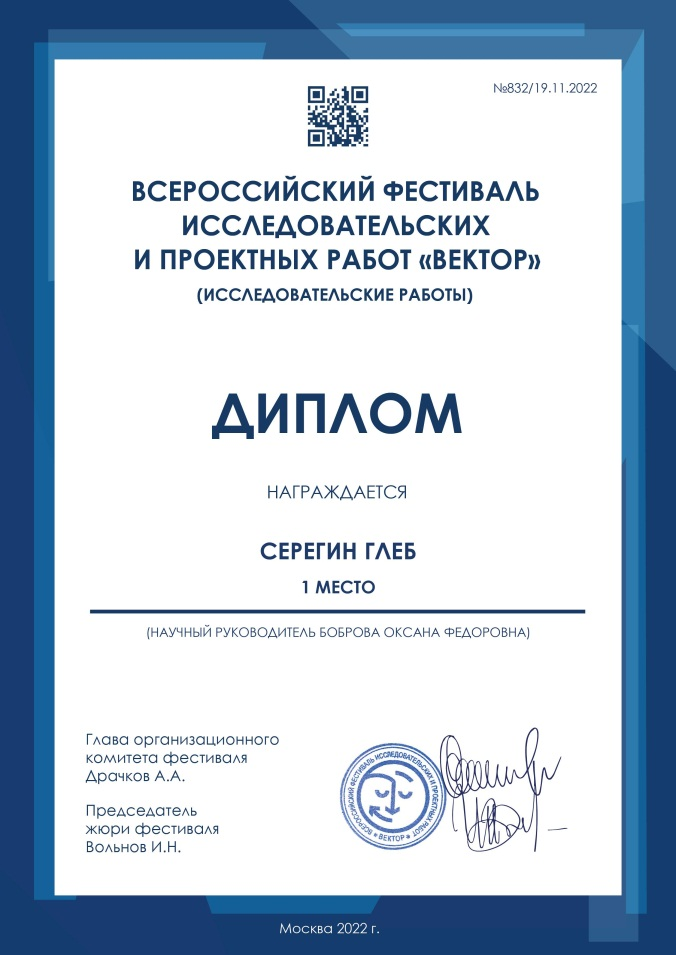 №832/19.11.2022
ВСЕРОССИЙСКИЙ ФЕСТИВАЛЬ
ИССЛЕДОВАТЕЛЬСКИХ
И ПРОЕКТНЫХ РАБОТ «ВЕКТОР»
(ИССЛЕДОВАТЕЛЬСКИЕ РАБОТЫ)
ДИПЛОМ
НАГРАЖДАЕТСЯ
СЕРЕГИН ГЛЕБ
1 МЕСТО
(НАУЧНЫЙ РУКОВОДИТЕЛЬ БОБРОВА ОКСАНА ФЕДОРОВНА)
Глава организационного
комитета фестиваля
Драчков А.А.
Председатель
жюри фестиваля
Вольнов И.Н.
ВСЕРОССИЙСКИЙ ФЕСТИВАЛЬ ИССЛЕДОВАТЕЛЬСКИХ И ПРОЕКТНЫХ РАБОТ
ВЕКТОР
Москва 2022 г.